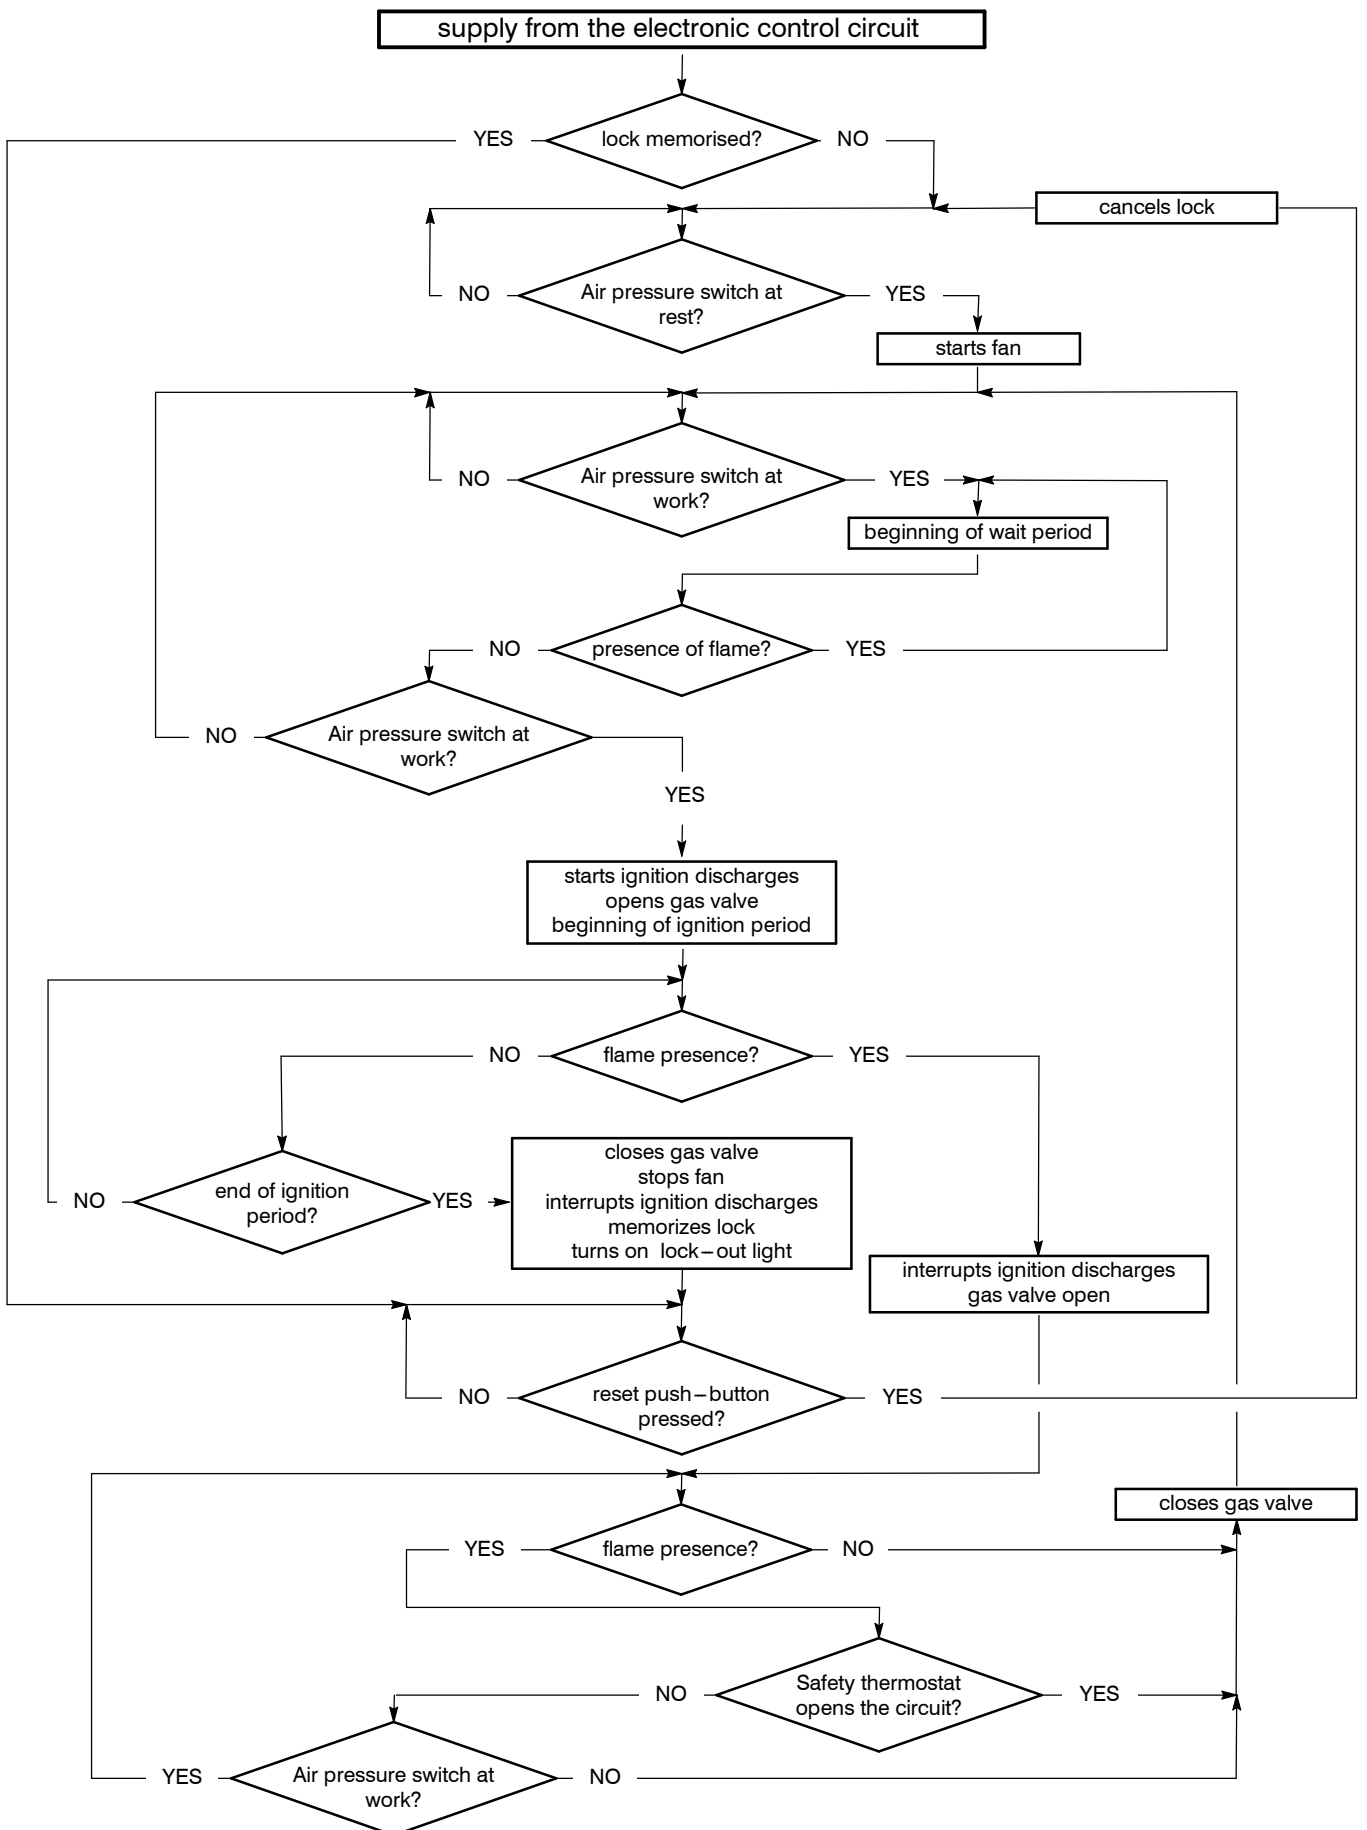 supply from the electronic control circuit
YES
lock memorised?
NO
cancels lock
NO
Air pressure switch at
rest?
YES
starts fan
NO
Air pressure switch at
work?
YES
beginning of wait period
NO
presence of flame?
YES
NO
Air pressure switch at
work?
YES
starts ignition discharges
opens gas valve
beginning of ignition period
NO
flame presence?
YES
NO
end of ignition
period?
YES
closes gas valve
stops fan
interrupts ignition discharges
memorizes lock
turns on lock–out light
interrupts ignition discharges
gas valve open
NO
reset push–button
pressed?
YES
closes gas valve
YES
flame presence?
NO
NO
Safety thermostat
opens the circuit?
YES
YES
Air pressure switch at
work?
NO